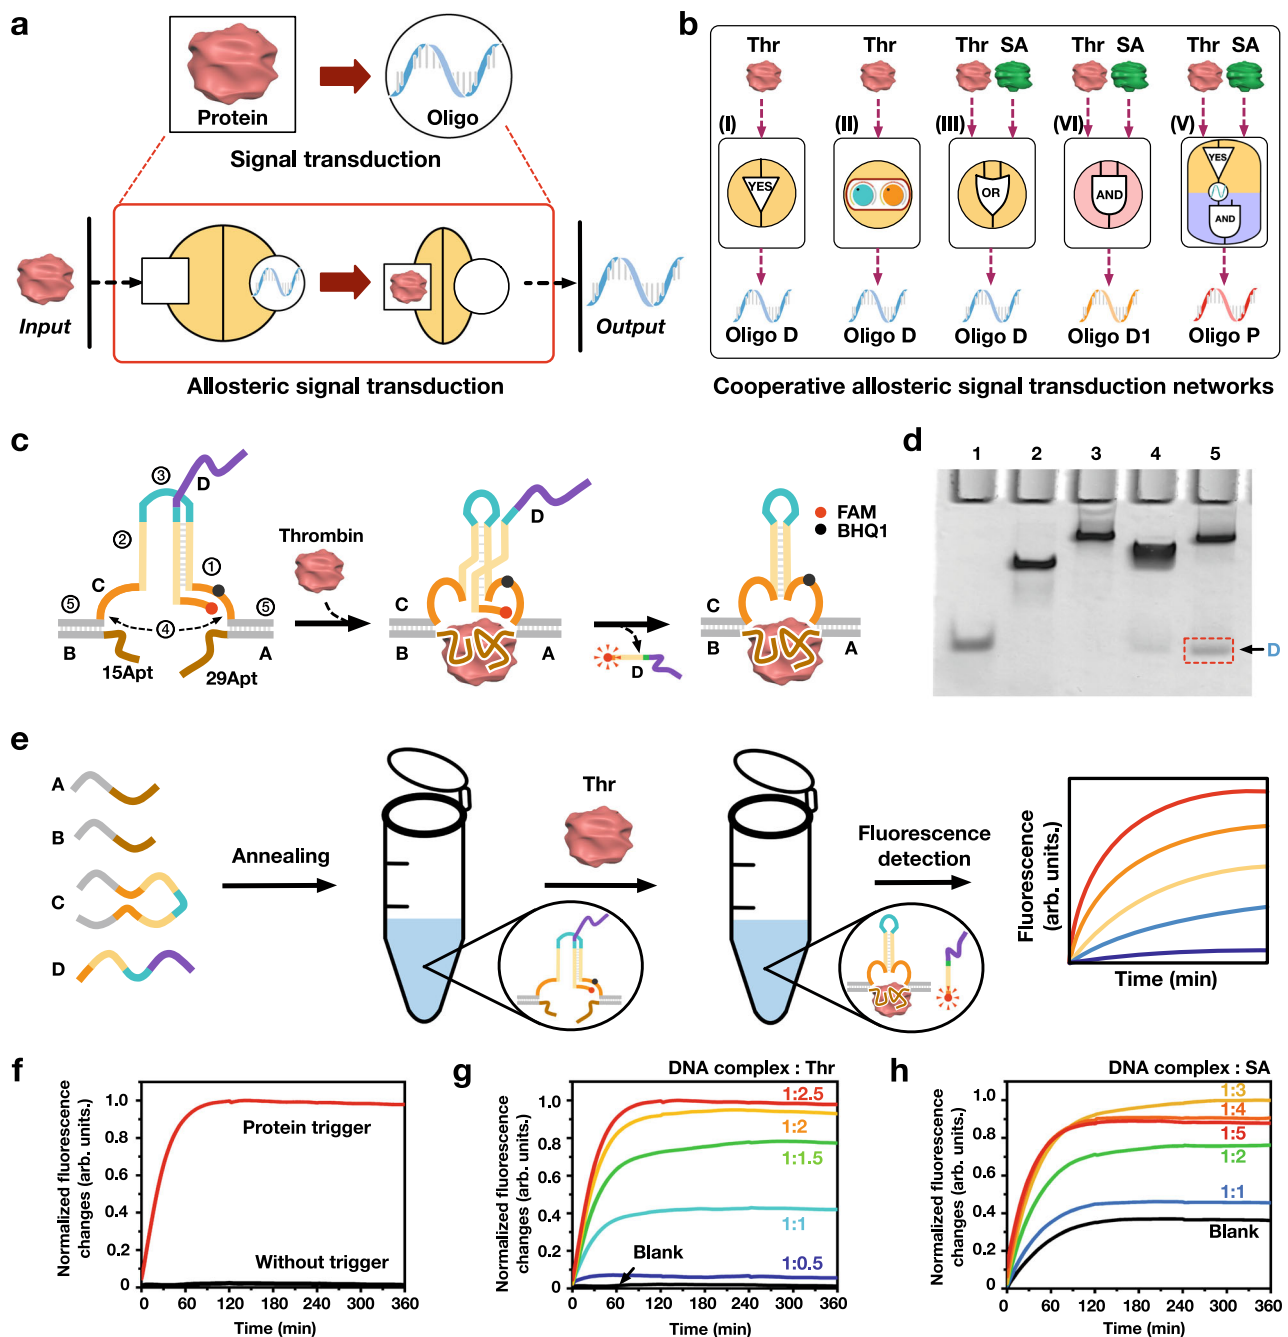 a
Protein
Oligo
Signal transduction
Input
Output
Allosteric signal transduction
b
Thr
Thr
Thr SA
Thr SA
Thr SA
(I)
(II)
(III)
(VI)
(V)
YES
OR
AND
YES
AND
Oligo D
Oligo D
Oligo D
Oligo D1
Oligo P
Cooperative allosteric signal transduction networks
c
③
D
②
①
C
⑤
④
⑤
B
A
15Apt
29Apt
Thrombin
D
C
B
A
D
FAM
BHQ1
C
B
A
d
1 2 3 4 5
D
e
A
B
C
D
Annealing
Thr
Fluorescence
detection
Fluorescence
(arb. units.)
Time (min)
f
Normalized fluorescence
changes (arb. units.)
1.0
0.8
0.6
0.4
0.2
0
Protein trigger
Without trigger
0 60 120 180 240 300 360
Time (min)
g
DNA complex : Thr
Normalized fluorescence
changes (arb. units.)
1.0
0.8
0.6
0.4
0.2
0
1:2.5
1:2
1:1.5
1:1
Blank
1:0.5
0 60 120 180 240 300 360
Time (min)
h
DNA complex : SA
Normalized fluorescence
changes (arb. units.)
1.0
0.8
0.6
0.4
0.2
0
1:3
1:4
1:5
1:2
1:1
Blank
0 60 120 180 240 300 360
Time (min)